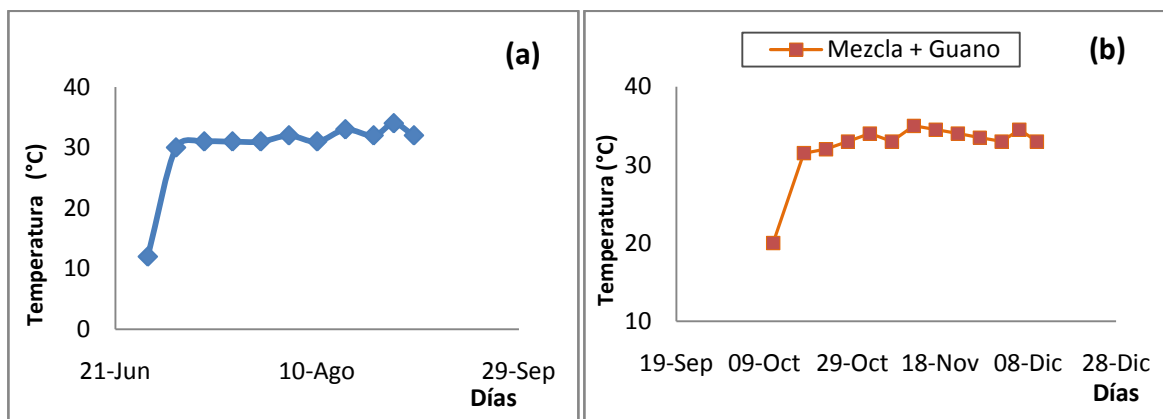 (a)
40
30
20
10
0
Temperatura (°C)
21-Jun 10-Ago 29-Sep
Días
Mezcla + Guano
(b)
40
30
20
10
Temperatura (°C)
19-Sep 09-Oct 29-Oct 18-Nov 08-Dic 28-Dic
Días